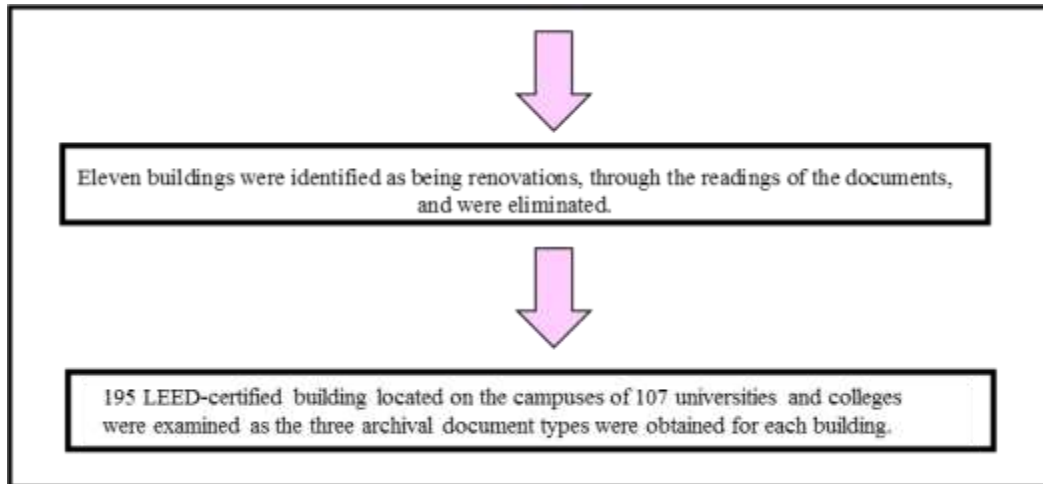 Eleven buildings were identified as being renovations, through the readings of the documents,
and were eliminated.
195 LEED-certified building located on the campuses of 107 universities and colleges
were examined as the three archival document types were obtained for each building.